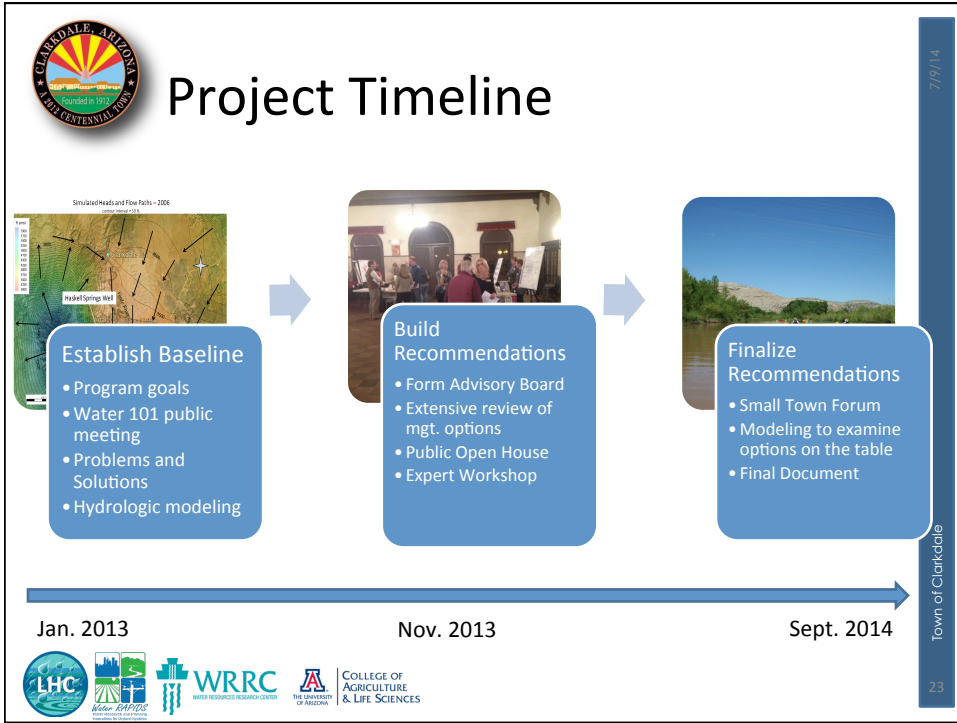 CLARKDALE, ARIZONA
Founded in 1912
A 2012 CENTENNIAL TOWN
Project Timeline
7/9/14
Simulated Heads and Flow Paths – 2006
contour interval = 50 ft.
Haskell Springs Well
Establish Baseline
• Program goals
• Water 101 public
meeting
• Problems and
Solutions
• Hydrologic modeling
Build
Recommendations
• Form Advisory Board
• Extensive review of
mgt. options
• Public Open House
• Expert Workshop
Finalize
Recommendations
• Small Town Forum
• Modeling to examine
options on the table
• Final Document
Town of Clarkdale
Jan. 2013
Nov. 2013
Sept. 2014
LHC
Water RAPIDS
WRRC
WATER RESOURCES RESEARCH CENTER
A
THE UNIVERSITY
OF ARIZONA
COLLEGE OF
AGRICULTURE
& LIFE SCIENCES
23